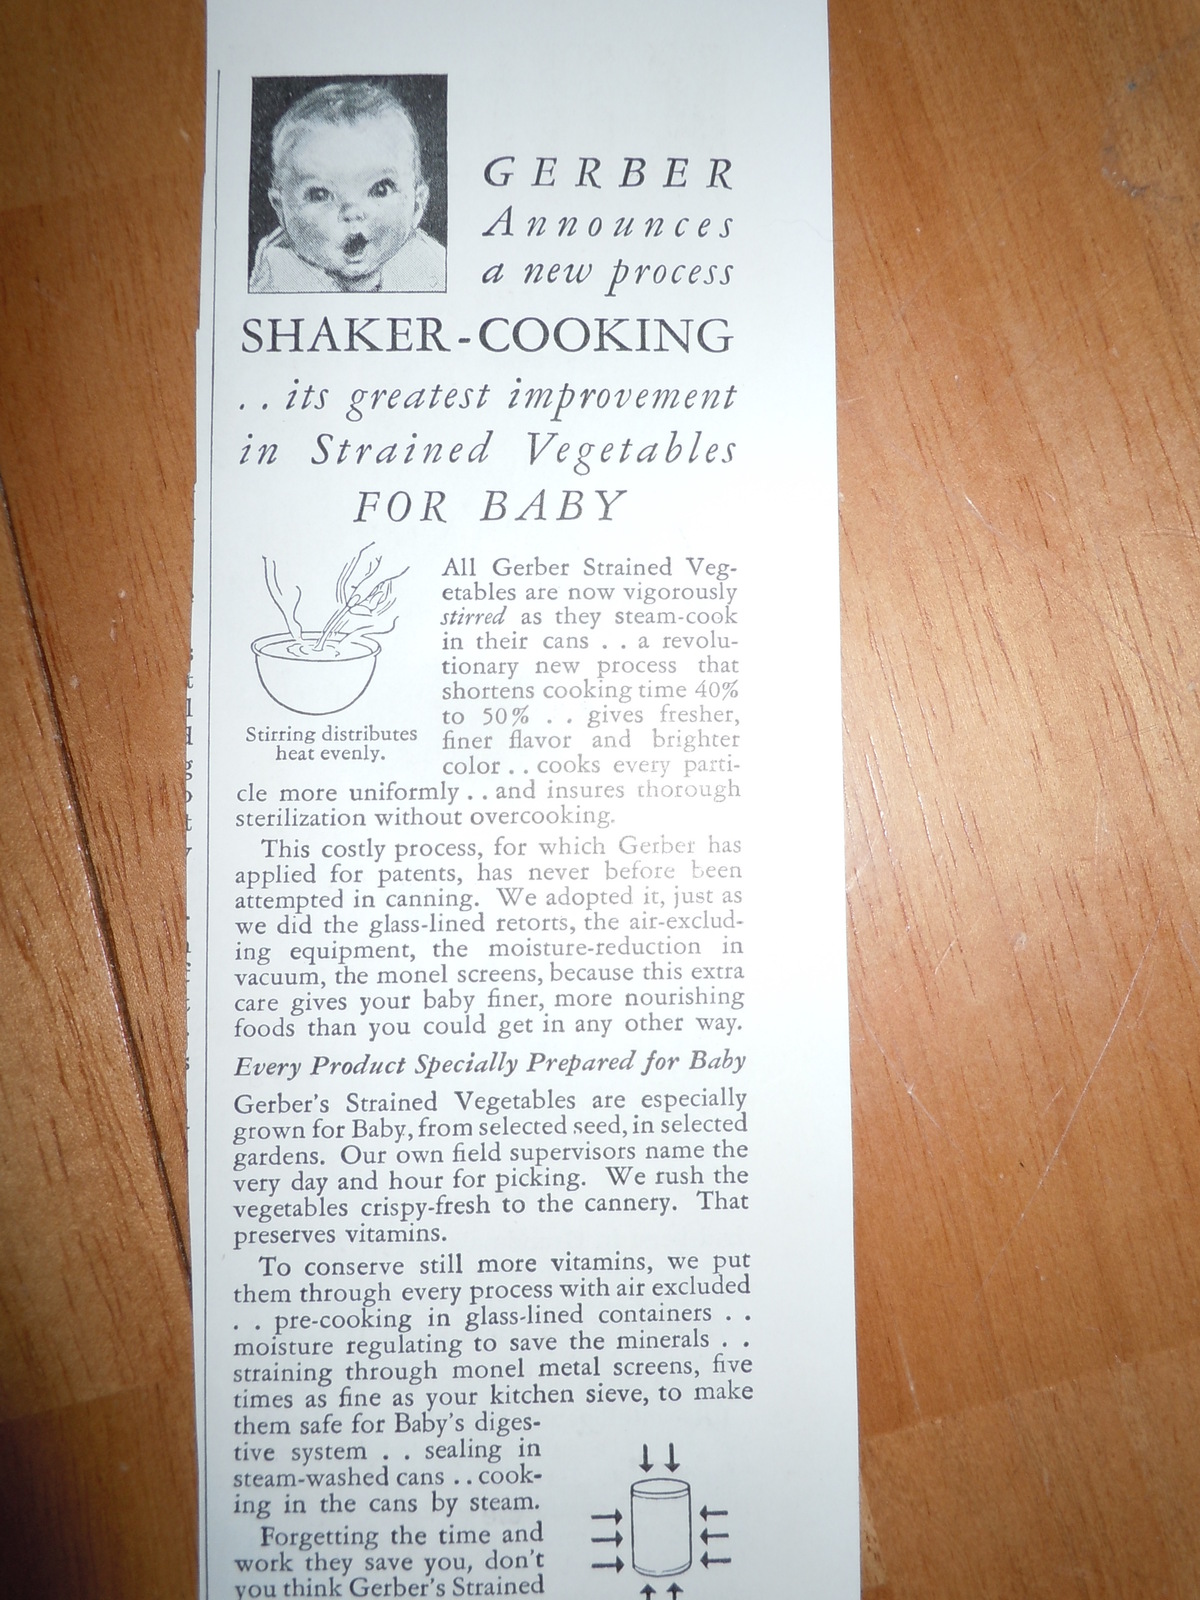 GERBER
Announces
a new process
SHAKER-COOKING
. . its greatest improvement
in Strained Vegetables
FOR BABY
Stirring distributes
heat evenly.
All Gerber Strained Veg-
etables are now vigorously
stirred as they steam-cook
in their cans . . a revolu-
tionary new process that
shortens cooking time 40%
to 50% . . gives fresher,
finer flavor and brighter
color . . cooks every parti-
cle more uniformly . . and insures thorough
sterilization without overcooking.
This costly process, for which Gerber has
applied for patents, has never before been
attempted in canning. We adopted it, just as
we did the glass-lined retorts, the air-exclud-
ing equipment, the moisture-reduction in
vacuum, the monel screens, because this extra
care gives your baby finer, more nourishing
foods than you could get in any other way.
Every Product Specially Prepared for Baby
Gerber's Strained Vegetables are especially
grown for Baby, from selected seed, in selected
gardens. Our own field supervisors name the
very day and hour for picking. We rush the
vegetables crispy-fresh to the cannery. That
preserves vitamins.
To conserve still more vitamins, we put
them through every process with air excluded
. . pre-cooking in glass-lined containers . .
moisture regulating to save the minerals . .
straining through monel metal screens, five
times as fine as your kitchen sieve, to make
them safe for Baby's diges-
tive system . . sealing in
steam-washed cans . . cook-
ing in the cans by steam.
Forgetting the time and
work they save you, don't
you think Gerber's Strained